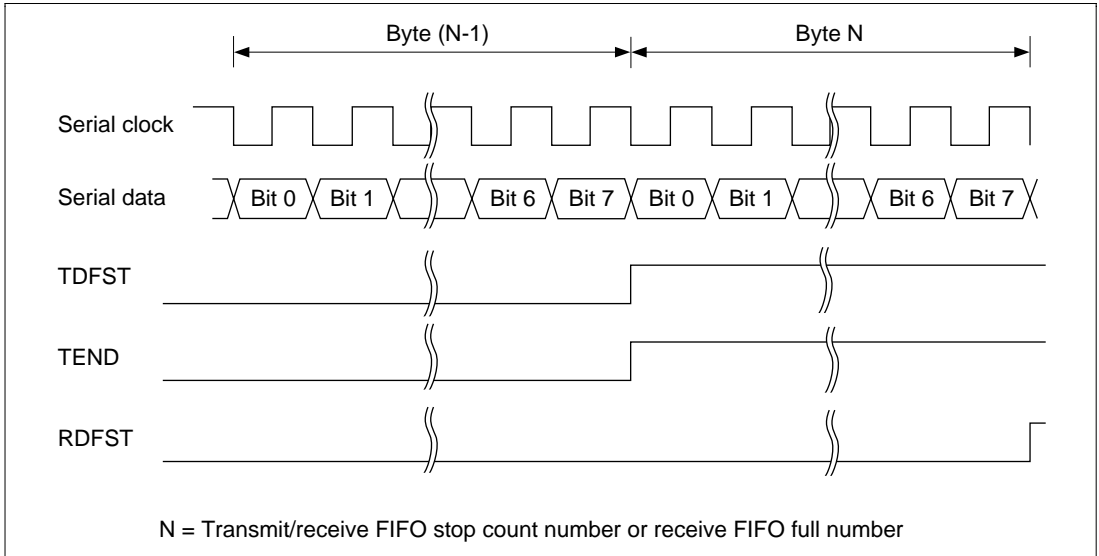 Byte (N-1) Byte N
Serial clock
Serial data Bit 0 Bit 1 Bit 6 Bit 7 Bit 0 Bit 1 Bit 6 Bit 7
TDFST
TEND
RDFST
N = Transmit/receive FIFO stop count number or receive FIFO full number